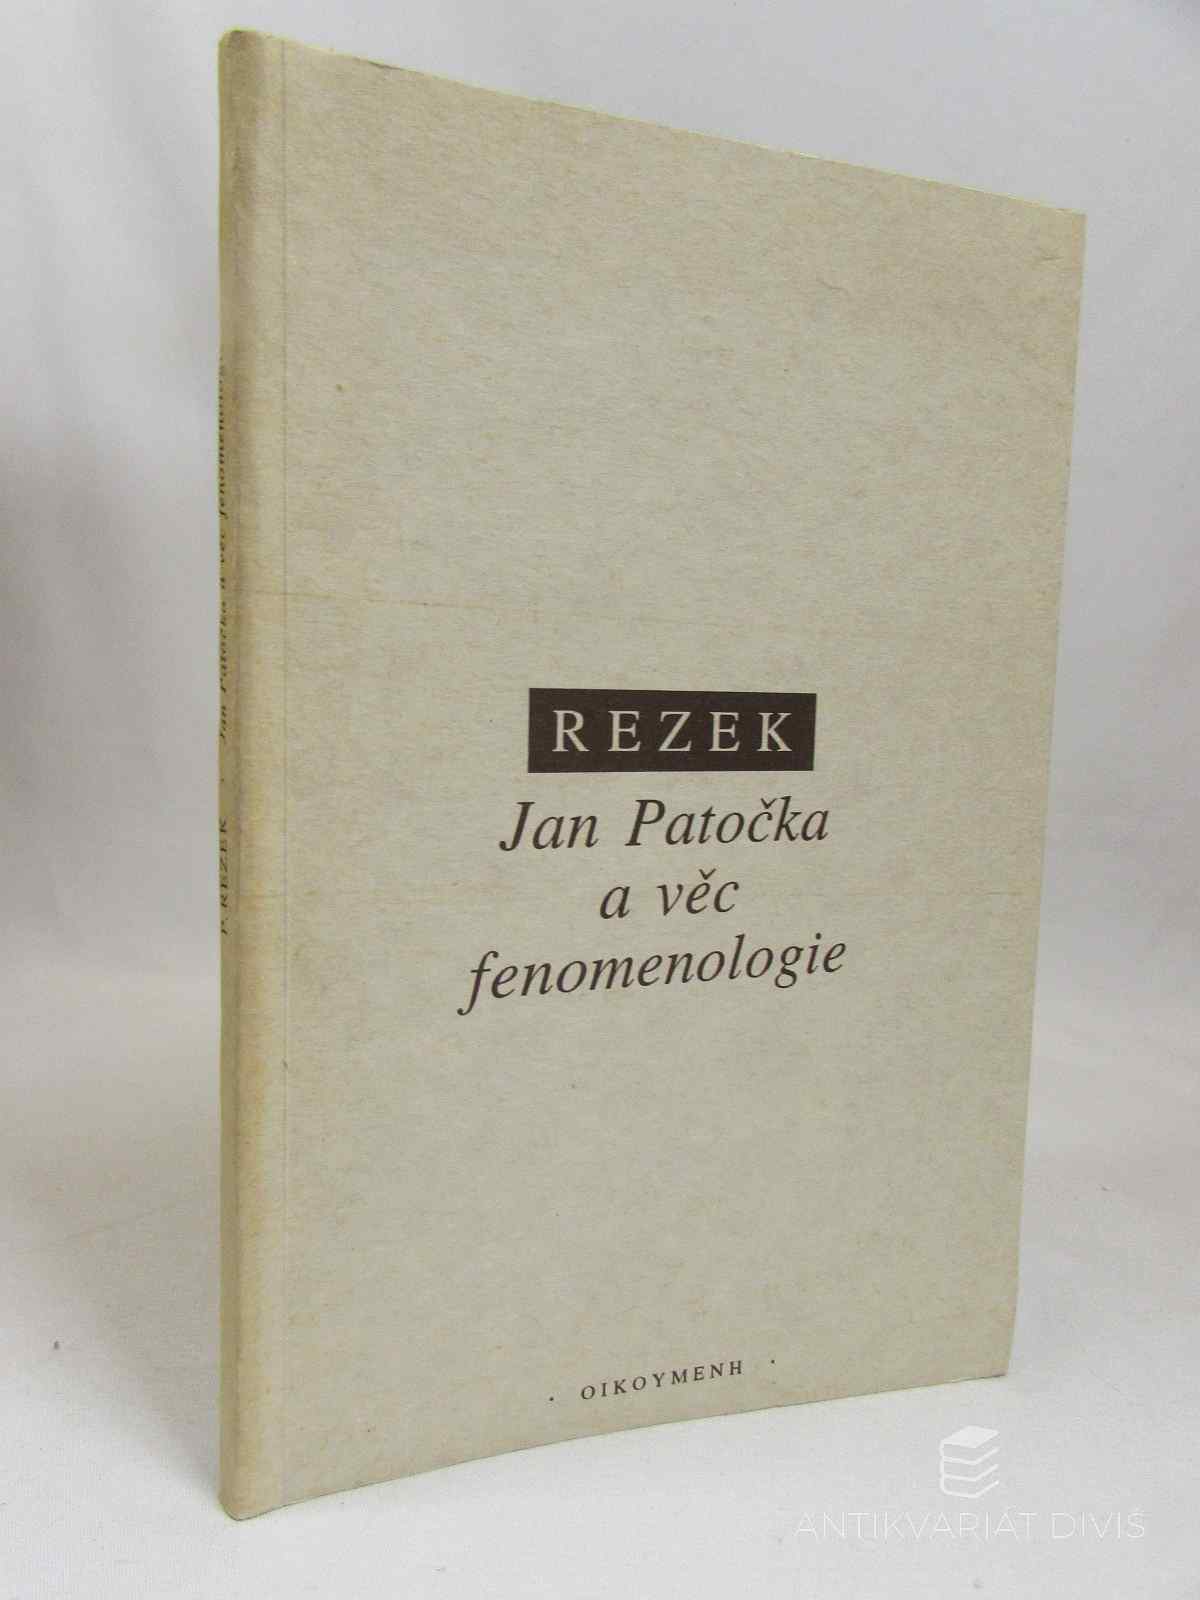 REZEK
Jan Patočka
a věc
fenomenologie
· OIKOYMENH ·
P. REZEK · Jan Patočka a věc fenomenologie
ANTIKVARIÁT DIVIŠ